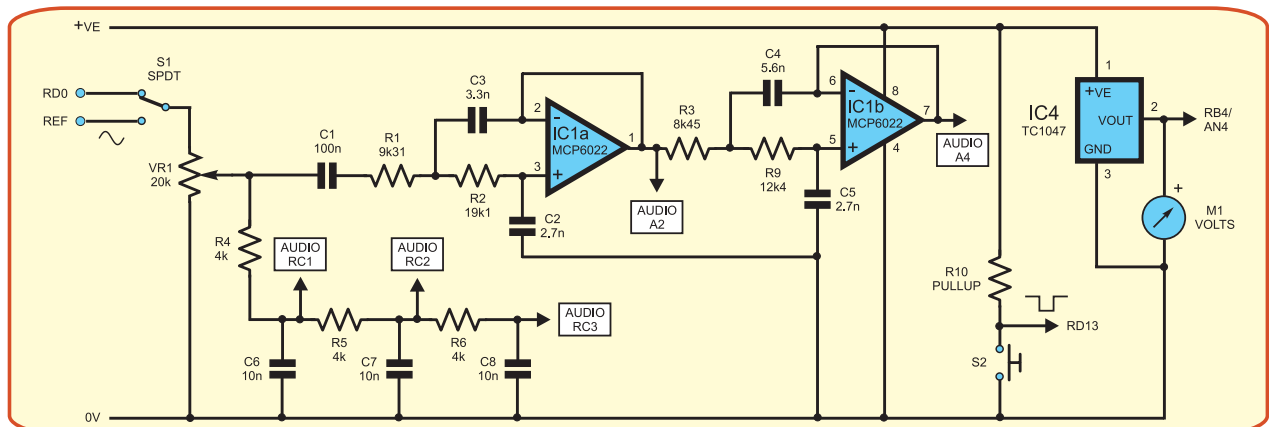 +VE
S1
SPDT
RD0
REF
VR1
20k
C1
100n
R1
9k31
C3
3.3n
R2
19k1
C2
2.7n
2
-
3
+
1
IC1a
MCP6022
AUDIO
A2
R3
8k45
C4
5.6n
R9
12k4
C5
2.7n
6
-
5
+
8
7
4
IC1b
MCP6022
AUDIO
A4
IC4
TC1047
1
+VE
VOUT
GND
2
3
RB4/
AN4
+
M1
VOLTS
R10
PULLUP
RD13
S2
R4
4k
AUDIO
RC1
AUDIO
RC2
AUDIO
RC3
R5
4k
R6
4k
C6
10n
C7
10n
C8
10n
0V